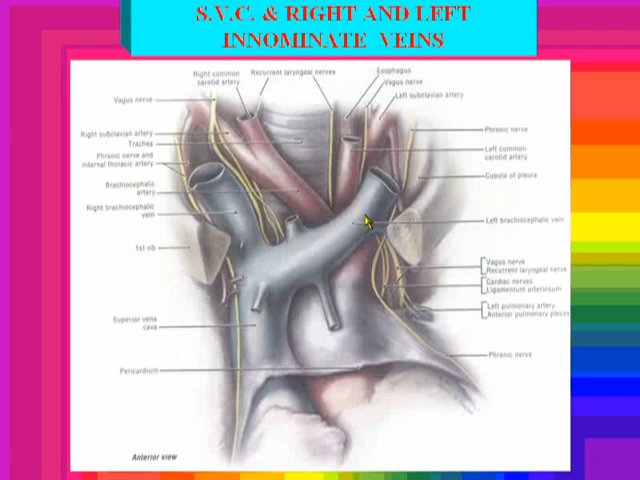 S.V.C. & RIGHT AND LEFT
INNOMINATE VEINS
Right common
carotid artery
Recurrent laryngeal nerves
Esophagus
Vagus nerve
Left subclavian artery
Vagus nerve
Right subclavian artery
Trachea
Phrenic nerve and
internal thoracic artery
Brachiocephalic
artery
Right brachiocephalic
vein
1st rib
Superior vena
cava
Pericardium
Phrenic nerve
Left common
carotid artery
Cupula of pleura
Left brachiocephalic vein
Vagus nerve
Recurrent laryngeal nerve
Cardiac nerves
Ligamentum arteriosum
Left pulmonary artery
Anterior pulmonary plexus
Phrenic nerve
Anterior view